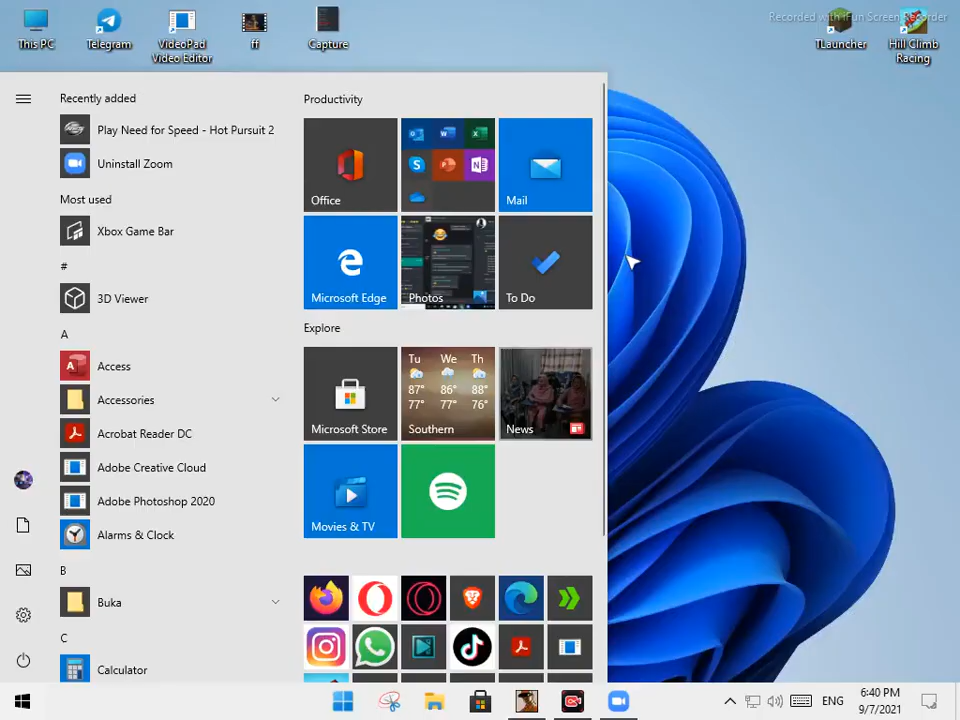 Recorded with iFun Screen Recorder
This PC
Telegram
VideoPad
Video Editor
ff
Capture
TLauncher
Hill Climb
Racing
Recently added
Play Need for Speed - Hot Pursuit 2
Uninstall Zoom
Most used
Xbox Game Bar
#
3D Viewer
A
Access
Accessories
Acrobat Reader DC
Adobe Creative Cloud
Adobe Photoshop 2020
Alarms & Clock
B
Buka
C
Calculator
Productivity
Office
Mail
Microsoft Edge
Photos
To Do
Explore
Microsoft Store
Tu We Th
87° 86° 88°
77° 77° 76°
Southern
News
Movies & TV
ENG
6:40 PM
9/7/2021